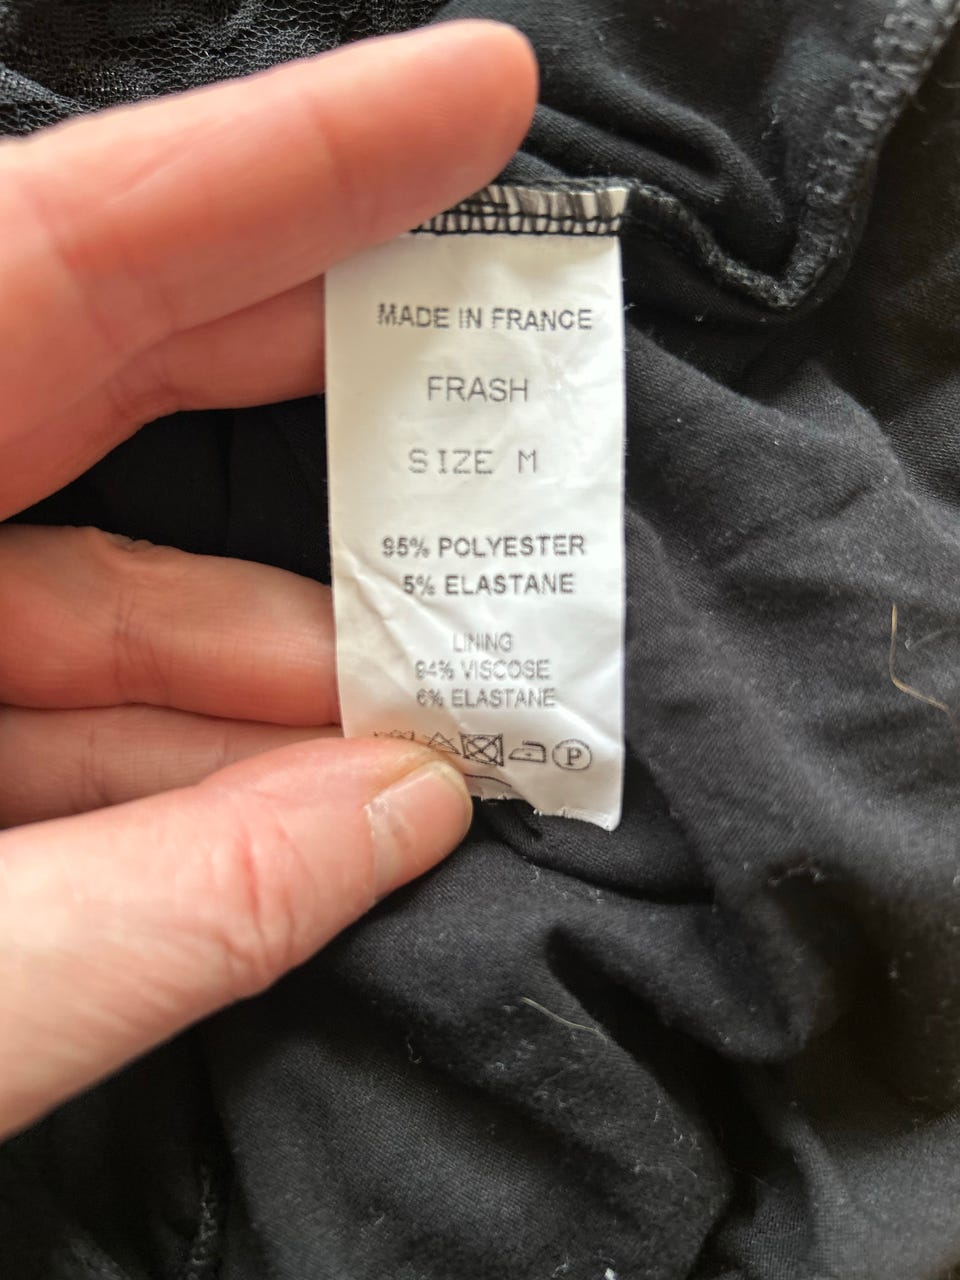 MADE IN FRANCE
FRASH
SIZE M
95% POLYESTER
5% ELASTANE
LINING
94% VISCOSE
6% ELASTANE
P